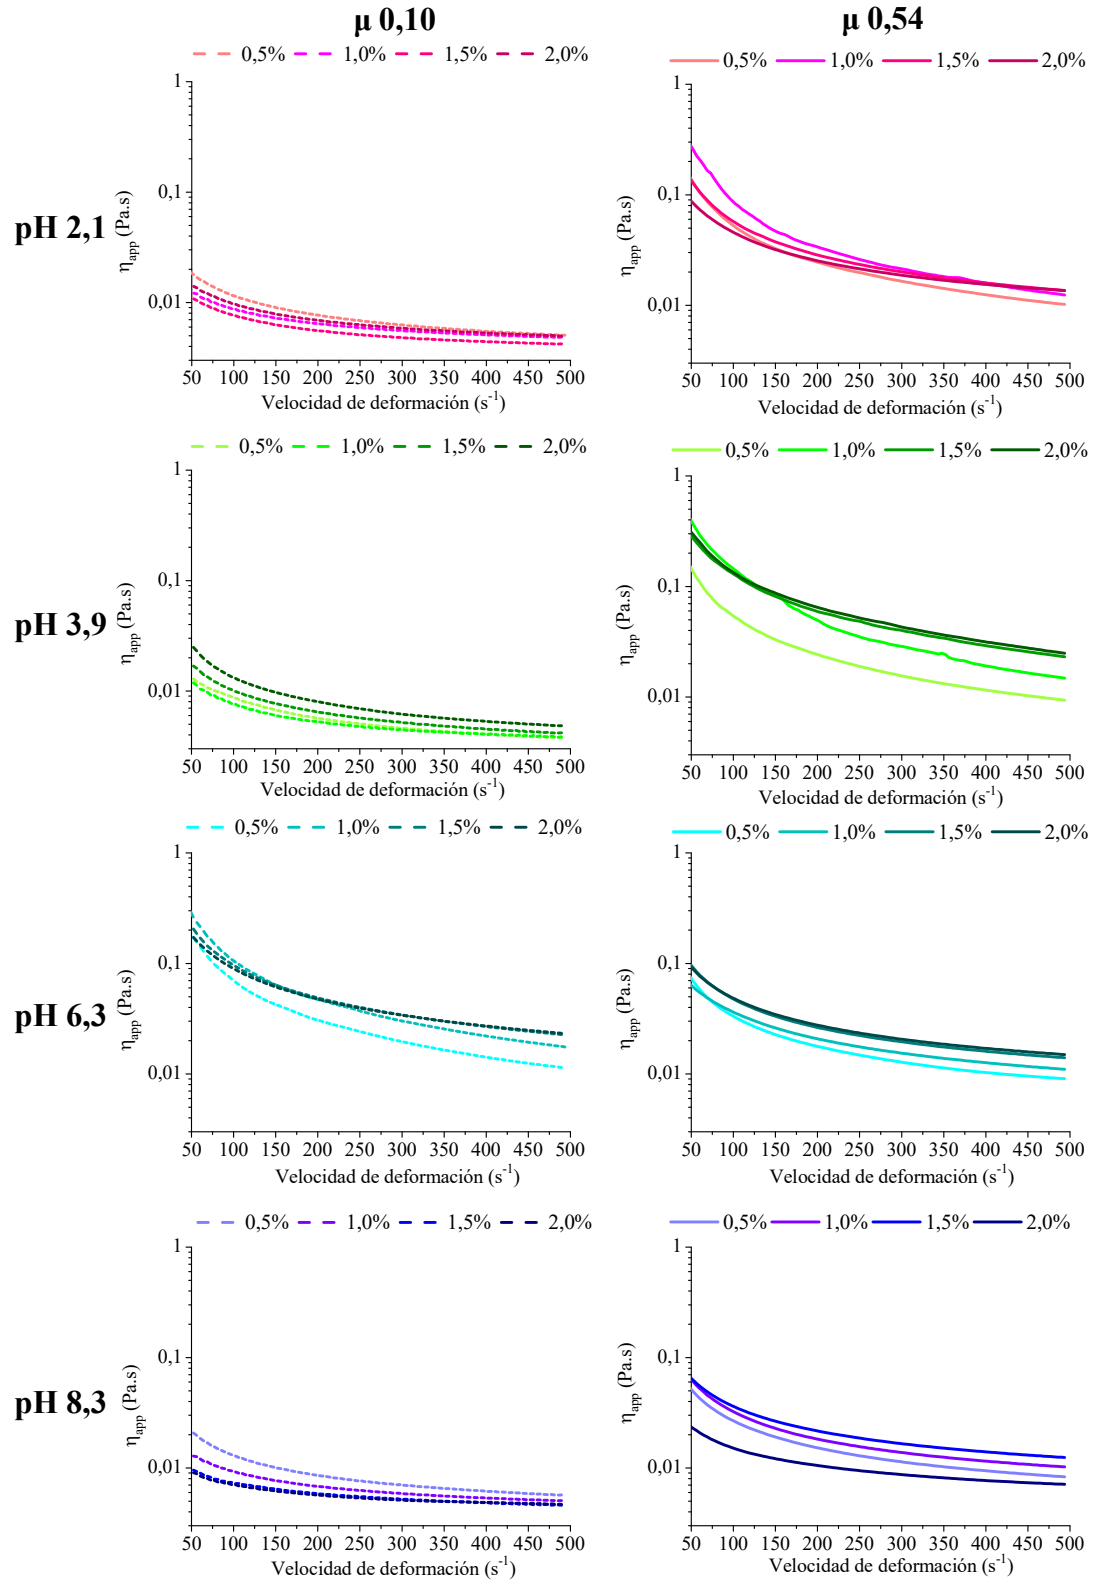 μ 0,10
μ 0,54
0,5% 1,0% 1,5% 2,0%
0,5% 1,0% 1,5% 2,0%
pH 2,1
1
0,1
0,01
ηapp (Pa.s)
50 100 150 200 250 300 350 400 450 500
Velocidad de deformación (s-1)
1
0,1
0,01
ηapp (Pa.s)
50 100 150 200 250 300 350 400 450 500
Velocidad de deformación (s-1)
0,5% 1,0% 1,5% 2,0%
0,5% 1,0% 1,5% 2,0%
pH 3,9
1
0,1
0,01
ηapp (Pa.s)
50 100 150 200 250 300 350 400 450 500
Velocidad de deformación (s-1)
1
0,1
0,01
ηapp (Pa.s)
50 100 150 200 250 300 350 400 450 500
Velocidad de deformación (s-1)
0,5% 1,0% 1,5% 2,0%
0,5% 1,0% 1,5% 2,0%
pH 6,3
1
0,1
0,01
ηapp (Pa.s)
50 100 150 200 250 300 350 400 450 500
Velocidad de deformación (s-1)
1
0,1
0,01
ηapp (Pa.s)
50 100 150 200 250 300 350 400 450 500
Velocidad de deformación (s-1)
0,5% 1,0% 1,5% 2,0%
0,5% 1,0% 1,5% 2,0%
pH 8,3
1
0,1
0,01
ηapp (Pa.s)
50 100 150 200 250 300 350 400 450 500
Velocidad de deformación (s-1)
1
0,1
0,01
ηapp (Pa.s)
50 100 150 200 250 300 350 400 450 500
Velocidad de deformación (s-1)